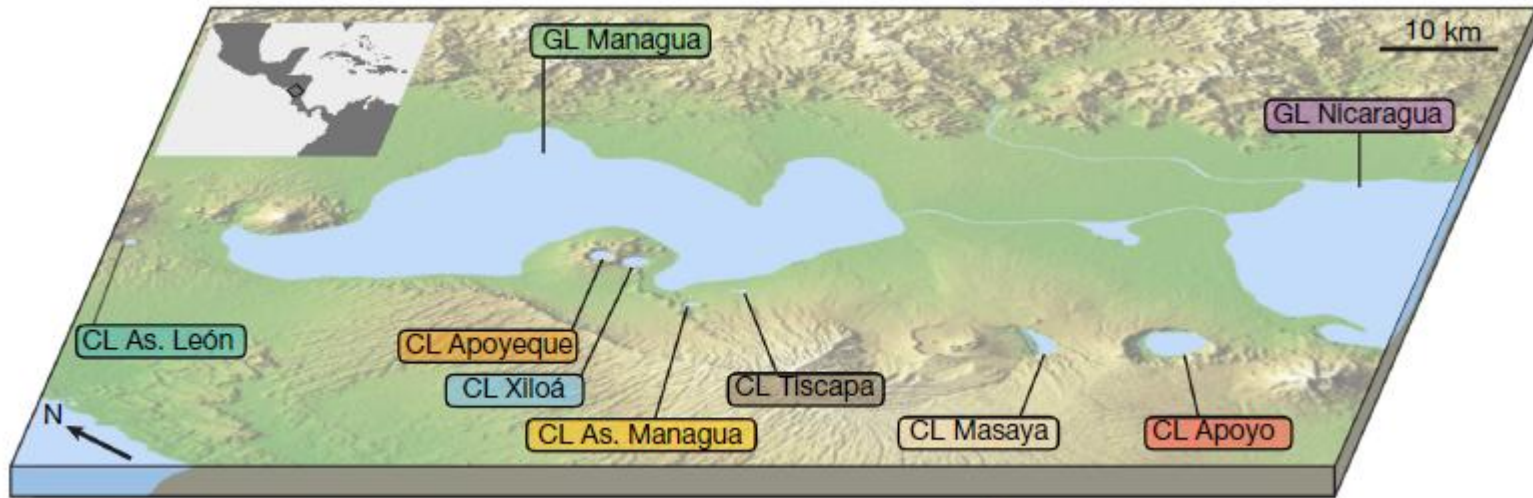 GL Managua
10 km
GL Nicaragua
CL As. León
CL Apoyeque
CL Xiloá
CL Tiscapa
CL As. Managua
CL Masaya
CL Apoyo
N